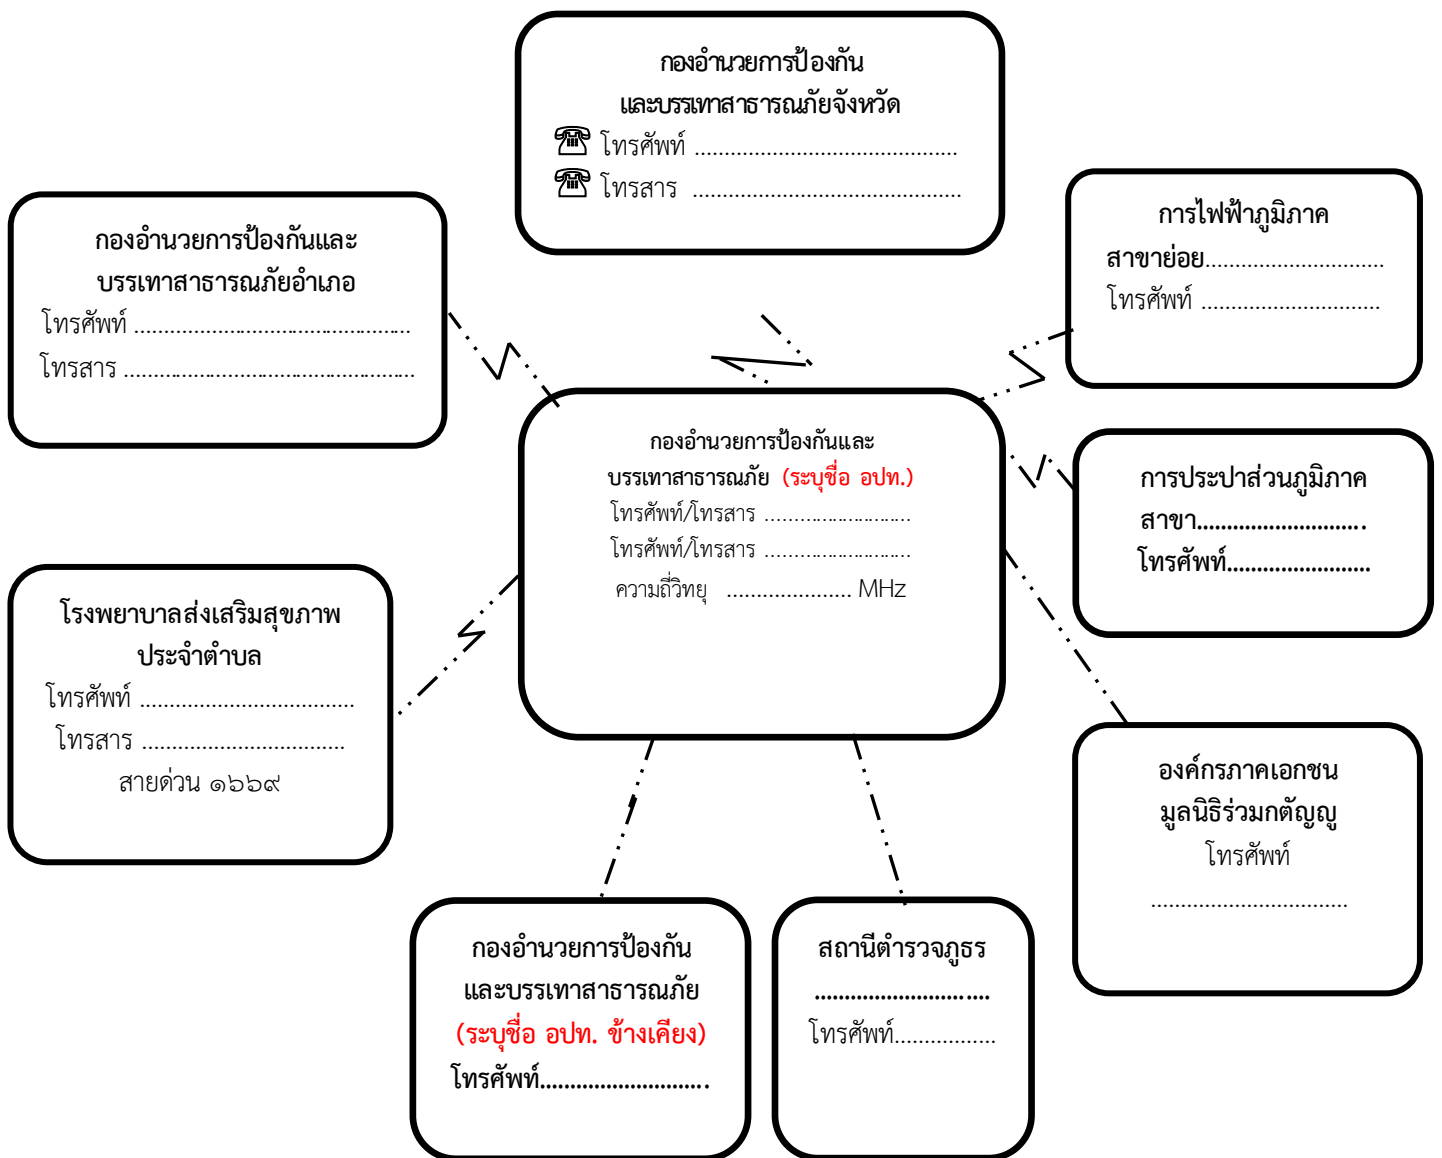 กองอำนวยการป้องกัน
และบรรเทาสาธารณภัยจังหวัด
☎ โทรศัพท์ ............................................
☎ โทรสาร .............................................
กองอำนวยการป้องกันและ
บรรเทาสาธารณภัยอำเภอ
โทรศัพท์ ..............................................
โทรสาร ................................................
การไฟฟ้าภูมิภาค
สาขาย่อย..............................
โทรศัพท์ ..............................
กองอำนวยการป้องกันและ
บรรเทาสาธารณภัย (ระบุชื่อ อปท.)
โทรศัพท์/โทรสาร .............................
โทรศัพท์/โทรสาร .............................
ความถี่วิทยุ ..................... MHz
การประปาส่วนภูมิภาค
สาขา............................
โทรศัพท์........................
โรงพยาบาลส่งเสริมสุขภาพ
ประจำตำบล
โทรศัพท์ ....................................
โทรสาร ..................................
สายด่วน ๑๖๖๙
องค์กรภาคเอกชน
มูลนิธิร่วมกตัญญู
โทรศัพท์
.................................
กองอำนวยการป้องกัน
และบรรเทาสาธารณภัย
(ระบุชื่อ อปท. ข้างเคียง)
โทรศัพท์............................
สถานีตำรวจภูธร
.............................
โทรศัพท์.................